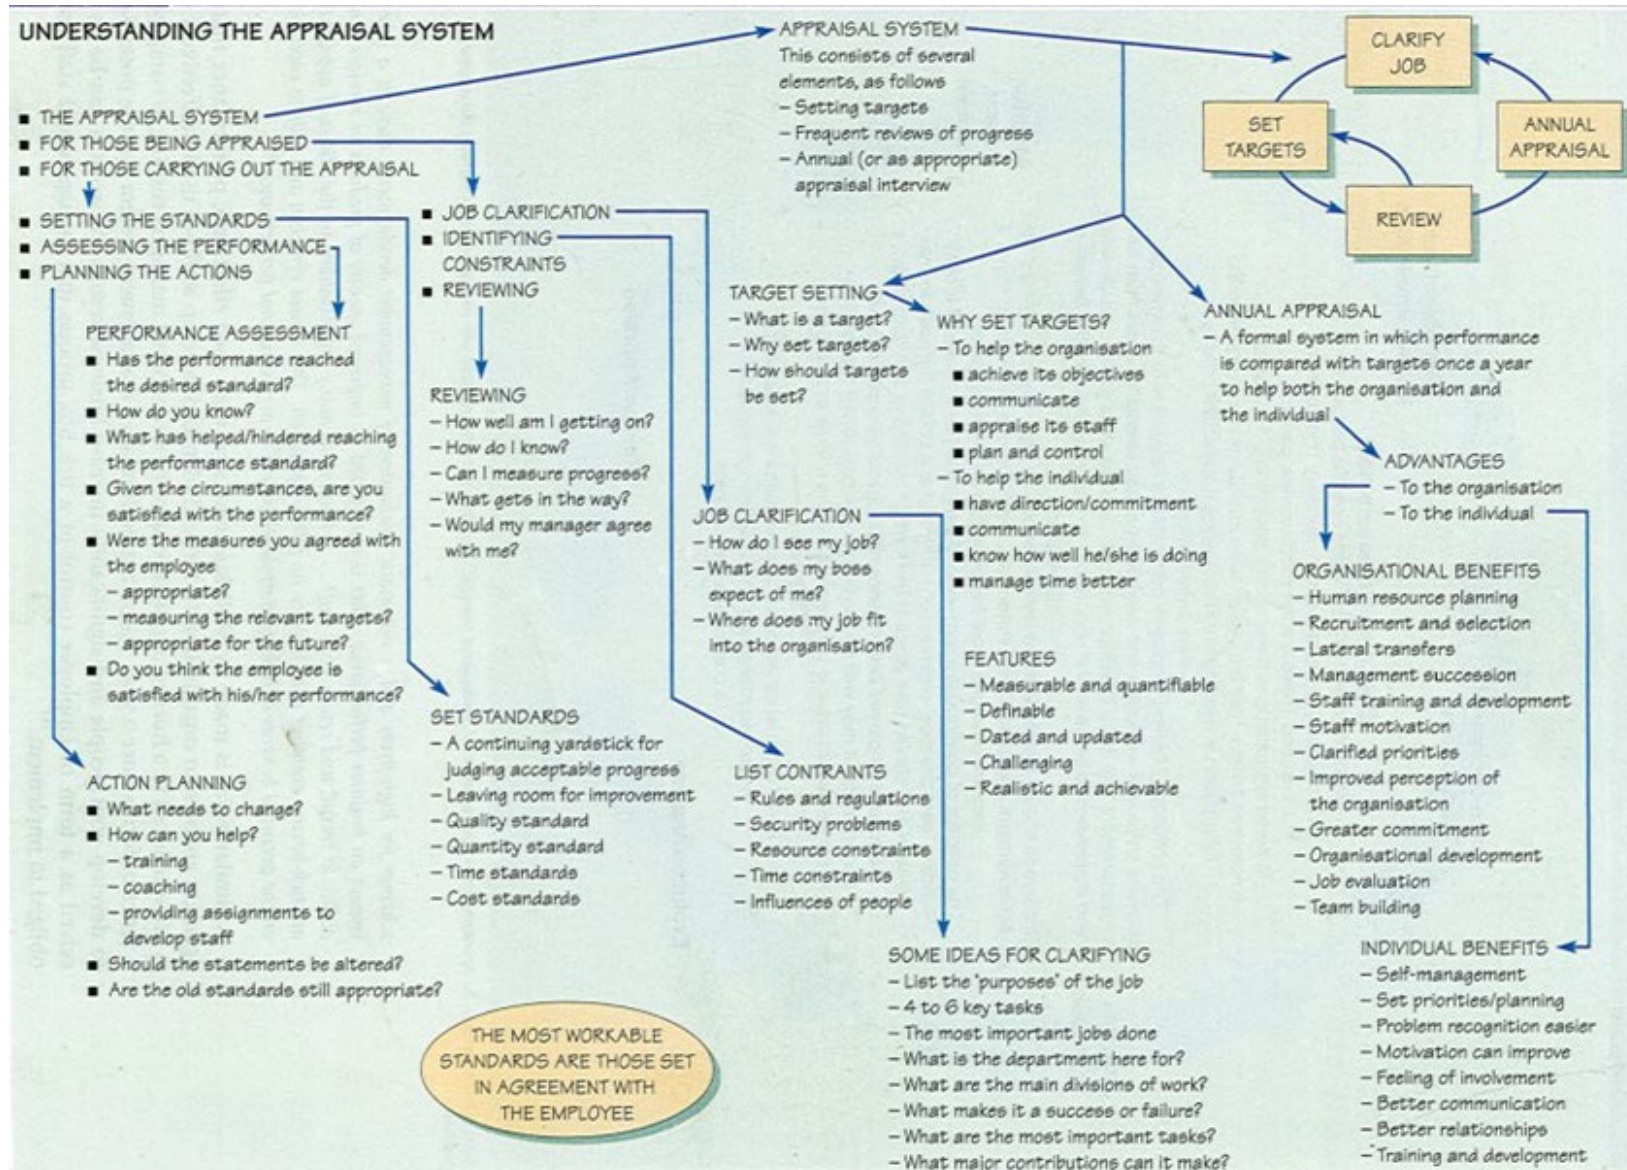 UNDERSTANDING THE APPRAISAL SYSTEM
■ THE APPRAISAL SYSTEM
■ FOR THOSE BEING APPRAISED
■ FOR THOSE CARRYING OUT THE APPRAISAL
■ SETTING THE STANDARDS
■ ASSESSING THE PERFORMANCE
■ PLANNING THE ACTIONS
PERFORMANCE ASSESSMENT
■ Has the performance reached
the desired standard?
■ How do you know?
■ What has helped/hindered reaching
the performance standard?
■ Given the circumstances, are you
satisfied with the performance?
■ Were the measures you agreed with
the employee
– appropriate?
– measuring the relevant targets?
– appropriate for the future?
■ Do you think the employee is
satisfied with his/her performance?
ACTION PLANNING
■ What needs to change?
■ How can you help?
– training
– coaching
– providing assignments to
develop staff
■ Should the statements be altered?
■ Are the old standards still appropriate?
■ JOB CLARIFICATION
■ IDENTIFYING
CONSTRAINTS
■ REVIEWING
REVIEWING
– How well am I getting on?
– How do I know?
– Can I measure progress?
– What gets in the way?
– Would my manager agree
with me?
SET STANDARDS
– A continuing yardstick for
judging acceptable progress
– Leaving room for improvement
– Quality standard
– Quantity standard
– Time standards
– Cost standards
THE MOST WORKABLE
STANDARDS ARE THOSE SET
IN AGREEMENT WITH
THE EMPLOYEE
APPRAISAL SYSTEM
This consists of several
elements, as follows
– Setting targets
– Frequent reviews of progress
– Annual (or as appropriate)
appraisal interview
CLARIFY
JOB
SET
TARGETS
ANNUAL
APPRAISAL
REVIEW
TARGET SETTING
– What is a target?
– Why set targets?
– How should targets
be set?
JOB CLARIFICATION
– How do I see my job?
– What does my boss
expect of me?
– Where does my job fit
into the organisation?
LIST CONTRAINTS
– Rules and regulations
– Security problems
– Resource constraints
– Time constraints
– Influences of people
WHY SET TARGETS?
– To help the organisation
■ achieve its objectives
■ communicate
■ appraise its staff
■ plan and control
– To help the individual
■ have direction/commitment
■ communicate
■ know how well he/she is doing
■ manage time better
FEATURES
– Measurable and quantifiable
– Definable
– Dated and updated
– Challenging
– Realistic and achievable
SOME IDEAS FOR CLARIFYING
– List the 'purposes' of the job
– 4 to 6 key tasks
– The most important jobs done
– What is the department here for?
– What are the main divisions of work?
– What makes it a success or failure?
– What are the most important tasks?
– What major contributions can it make?
ANNUAL APPRAISAL
– A formal system in which performance
is compared with targets once a year
to help both the organisation and
the individual
ADVANTAGES
– To the organisation
– To the individual
ORGANISATIONAL BENEFITS
– Human resource planning
– Recruitment and selection
– Lateral transfers
– Management succession
– Staff training and development
– Staff motivation
– Clarified priorities
– Improved perception of
the organisation
– Greater commitment
– Organisational development
– Job evaluation
– Team building
INDIVIDUAL BENEFITS
– Self-management
– Set priorities/planning
– Problem recognition easier
– Motivation can improve
– Feeling of involvement
– Better communication
– Better relationships
– Training and development